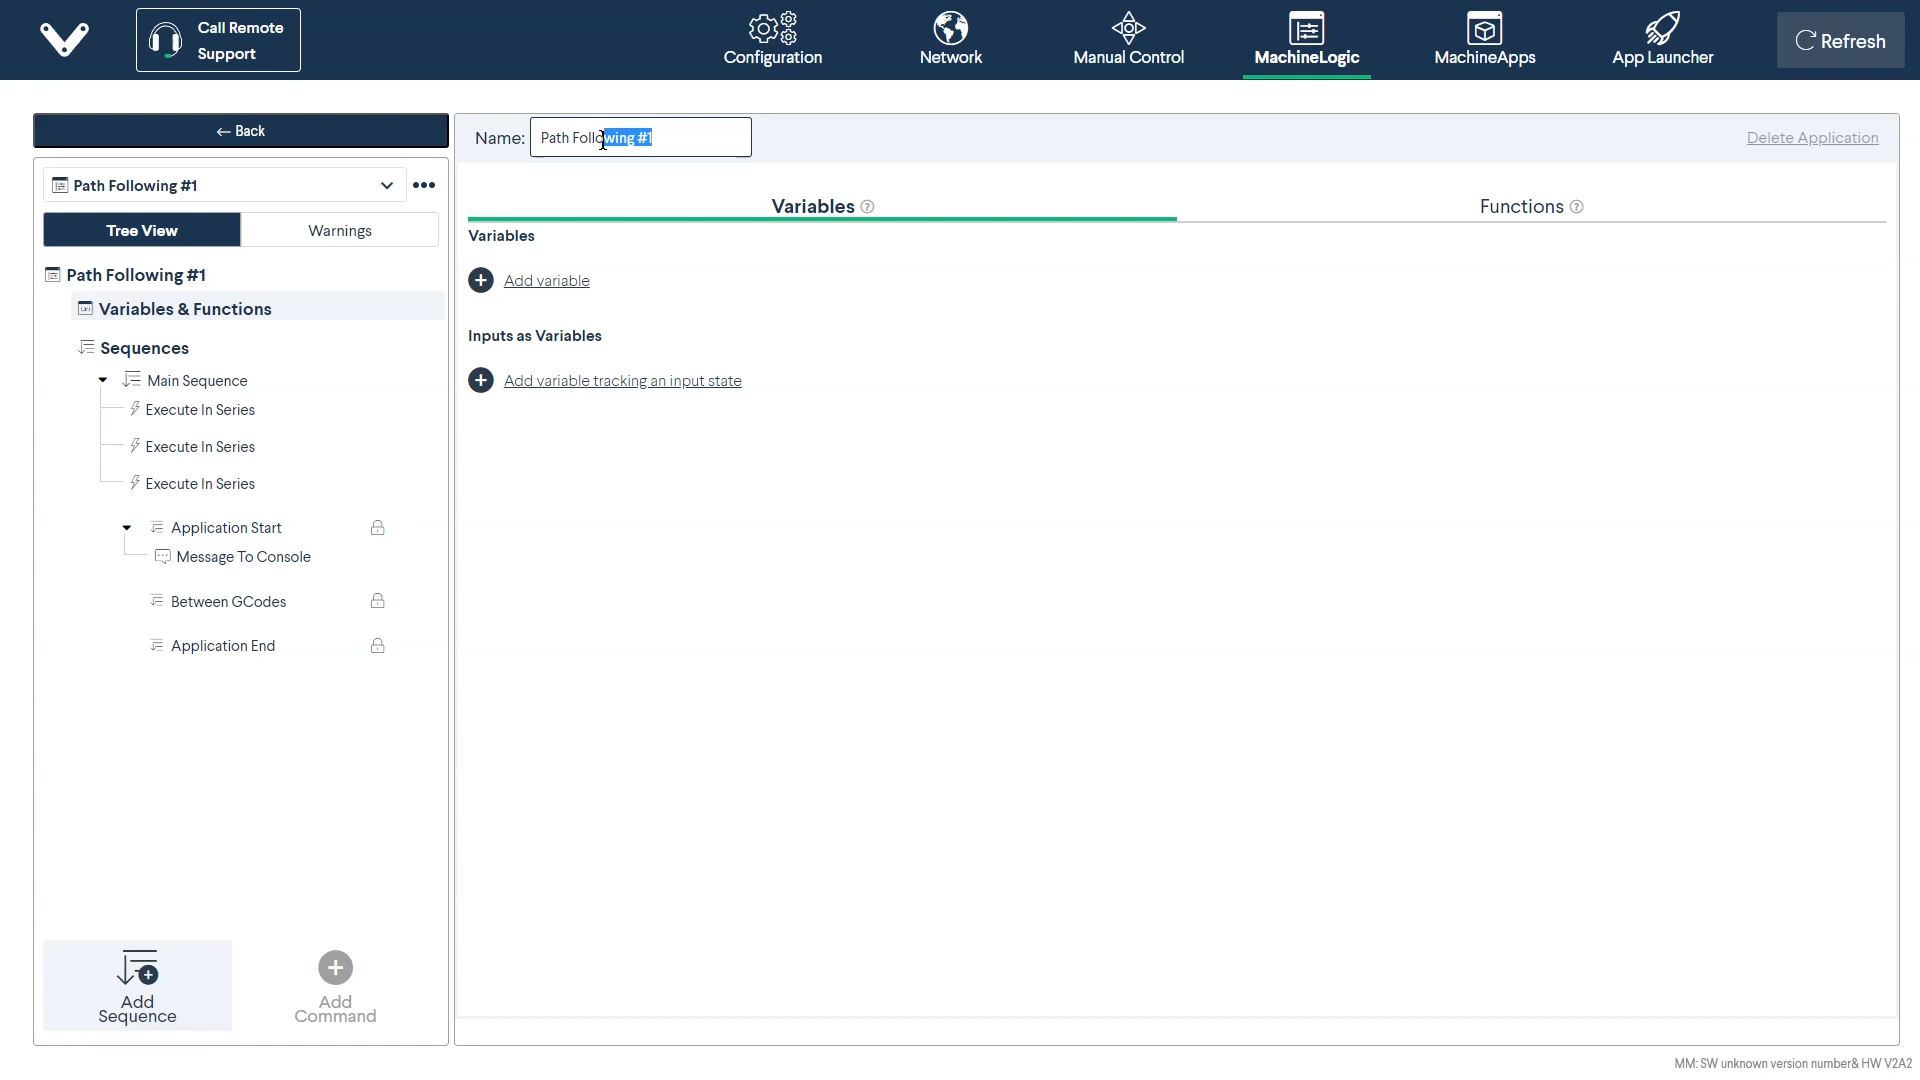 Call Remote
Support
Configuration
Network
Manual Control
MachineLogic
MachineApps
App Launcher
Refresh
← Back
Name: Path Following #1
Delete Application
Path Following #1
Tree View
Warnings
Variables
Functions
Variables
Add variable
Inputs as Variables
Add variable tracking an input state
Path Following #1
Variables & Functions
Sequences
Main Sequence
Execute In Series
Execute In Series
Execute In Series
Application Start
Message To Console
Between GCodes
Application End
Add
Sequence
Add
Command
MM: SW unknown version number& HW V2A2